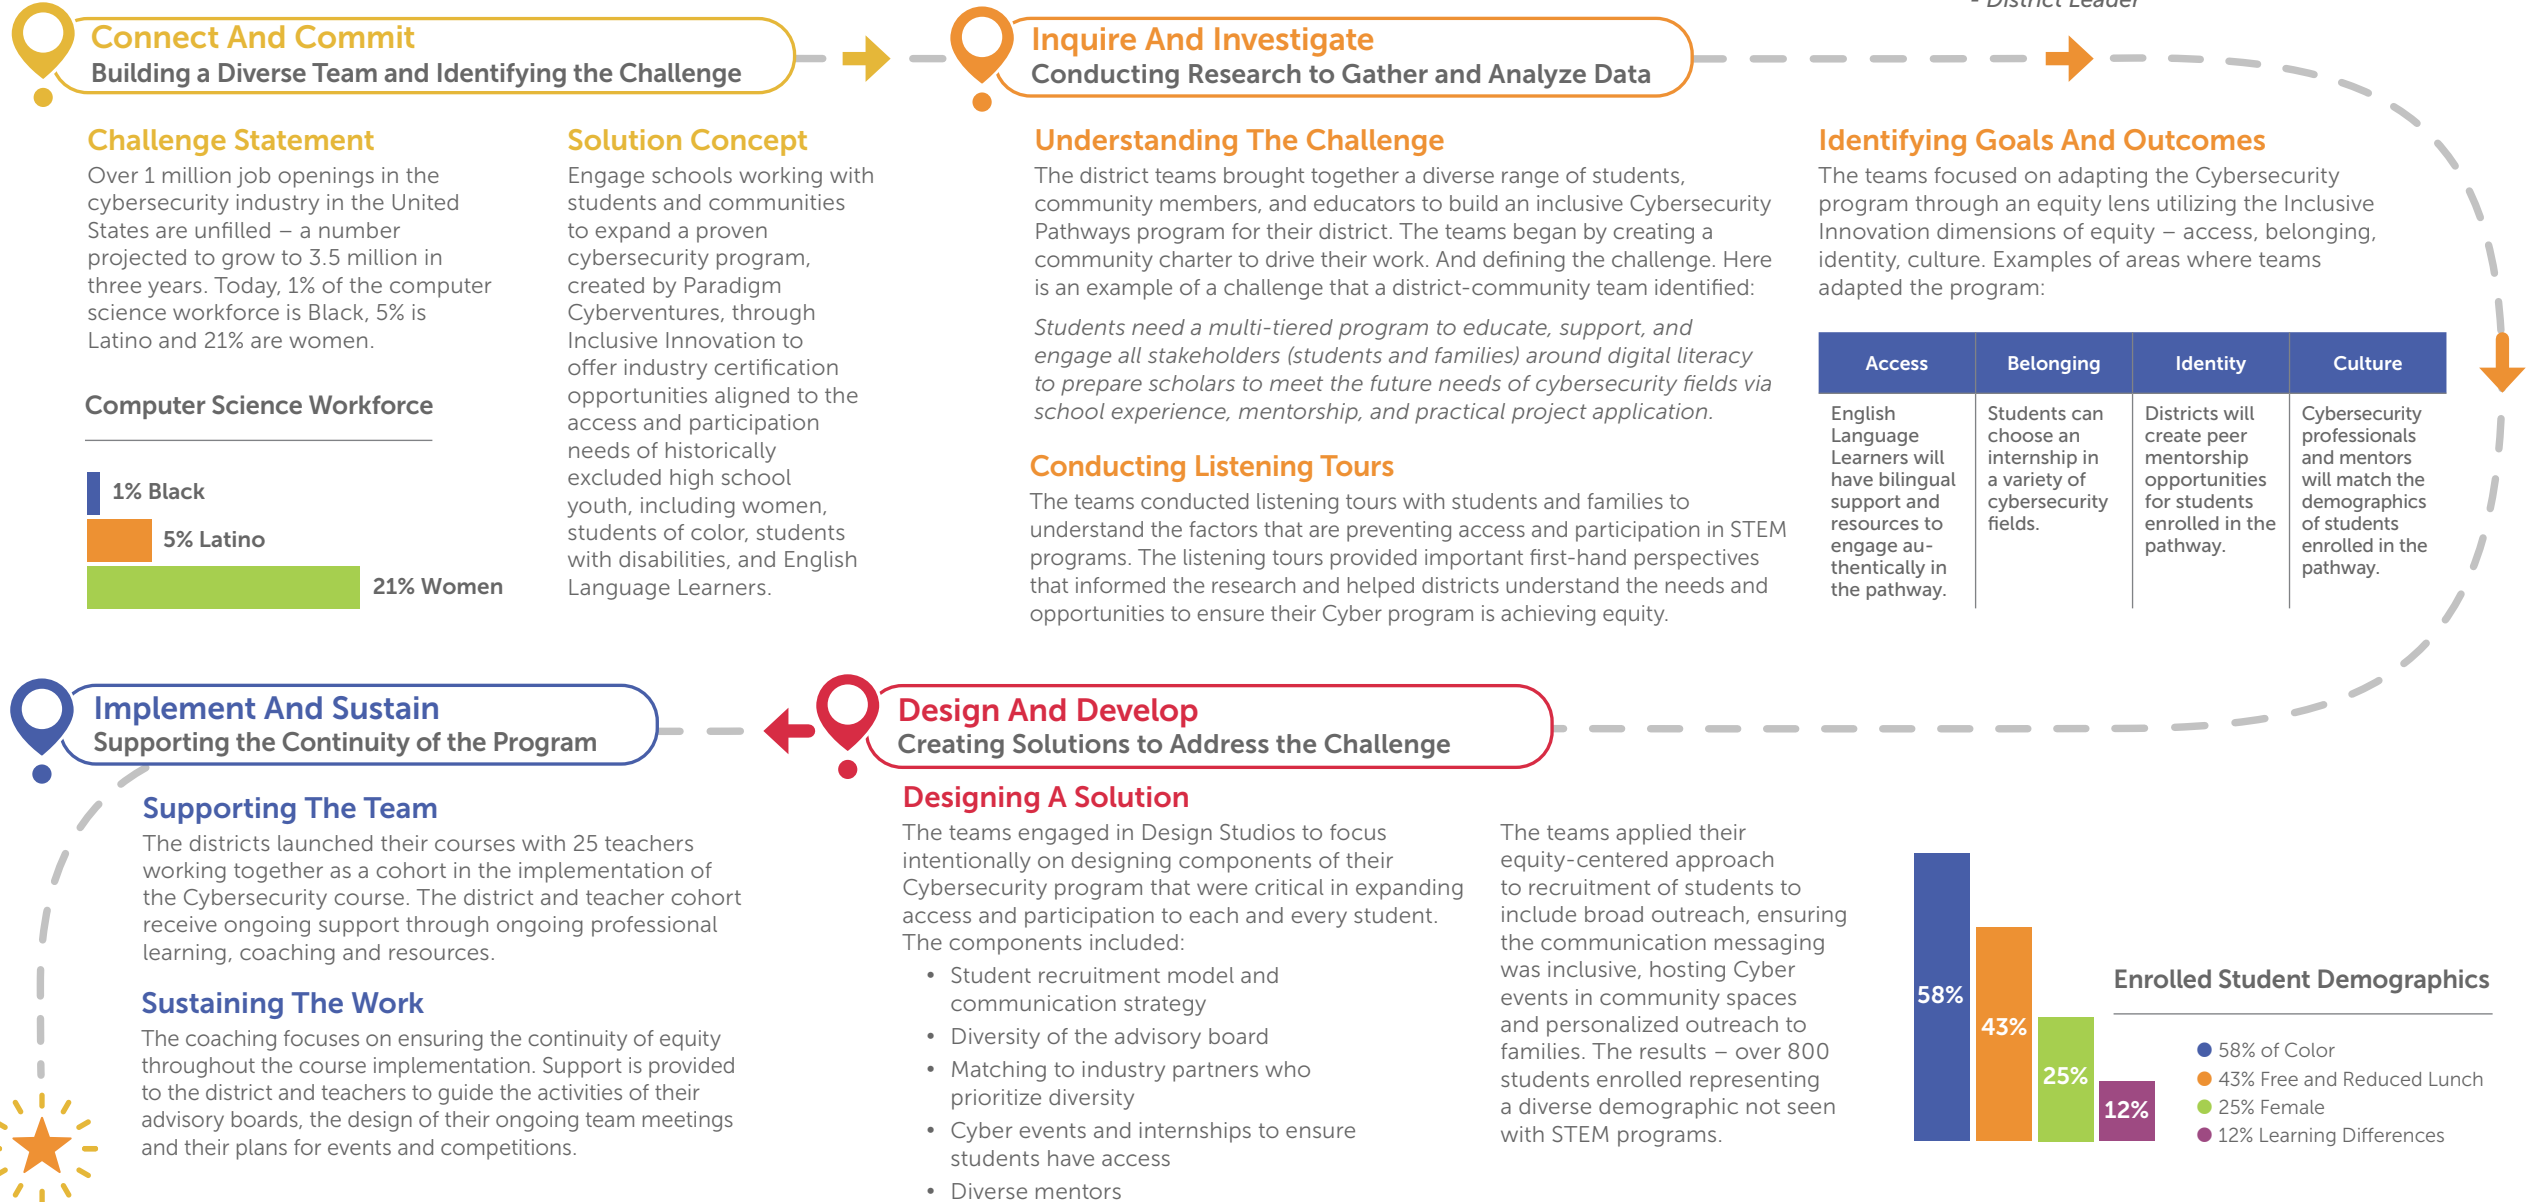 - District Leader
Connect And Commit
Building a Diverse Team and Identifying the Challenge
Inquire And Investigate
Conducting Research to Gather and Analyze Data
Challenge Statement
Over 1 million job openings in the
cybersecurity industry in the United
States are unfilled – a number
projected to grow to 3.5 million in
three years. Today, 1% of the computer
science workforce is Black, 5% is
Latino and 21% are women.
Computer Science Workforce
1% Black
5% Latino
21% Women
Solution Concept
Engage schools working with
students and communities
to expand a proven
cybersecurity program,
created by Paradigm
Cyberventures, through
Inclusive Innovation to
offer industry certification
opportunities aligned to the
access and participation
needs of historically
excluded high school
youth, including women,
students of color, students
with disabilities, and English
Language Learners.
Understanding The Challenge
The district teams brought together a diverse range of students,
community members, and educators to build an inclusive Cybersecurity
Pathways program for their district. The teams began by creating a
community charter to drive their work. And defining the challenge. Here
is an example of a challenge that a district-community team identified:
Students need a multi-tiered program to educate, support, and
engage all stakeholders (students and families) around digital literacy
to prepare scholars to meet the future needs of cybersecurity fields via
school experience, mentorship, and practical project application.
Conducting Listening Tours
The teams conducted listening tours with students and families to
understand the factors that are preventing access and participation in STEM
programs. The listening tours provided important first-hand perspectives
that informed the research and helped districts understand the needs and
opportunities to ensure their Cyber program is achieving equity.
Identifying Goals And Outcomes
The teams focused on adapting the Cybersecurity
program through an equity lens utilizing the Inclusive
Innovation dimensions of equity – access, belonging,
identity, culture. Examples of areas where teams
adapted the program:
Access
English
Language
Learners will
have bilingual
support and
resources to
engage au-
thentically in
the pathway.
Belonging
Students can
choose an
internship in
a variety of
cybersecurity
fields.
Identity
Districts will
create peer
mentorship
opportunities
for students
enrolled in the
pathway.
Culture
Cybersecurity
professionals
and mentors
will match the
demographics
of students
enrolled in the
pathway.
Implement And Sustain
Supporting the Continuity of the Program
Supporting The Team
The districts launched their courses with 25 teachers
working together as a cohort in the implementation of
the Cybersecurity course. The district and teacher cohort
receive ongoing support through ongoing professional
learning, coaching and resources.
Sustaining The Work
The coaching focuses on ensuring the continuity of equity
throughout the course implementation. Support is provided
to the district and teachers to guide the activities of their
advisory boards, the design of their ongoing team meetings
and their plans for events and competitions.
Design And Develop
Creating Solutions to Address the Challenge
Designing A Solution
The teams engaged in Design Studios to focus
intentionally on designing components of their
Cybersecurity program that were critical in expanding
access and participation to each and every student.
The components included:
• Student recruitment model and
communication strategy
• Diversity of the advisory board
• Matching to industry partners who
prioritize diversity
• Cyber events and internships to ensure
students have access
• Diverse mentors
The teams applied their
equity-centered approach
to recruitment of students to
include broad outreach, ensuring
the communication messaging
was inclusive, hosting Cyber
events in community spaces
and personalized outreach to
families. The results – over 800
students enrolled representing
a diverse demographic not seen
with STEM programs.
58%
43%
25%
12%
Enrolled Student Demographics
58% of Color
43% Free and Reduced Lunch
25% Female
12% Learning Differences